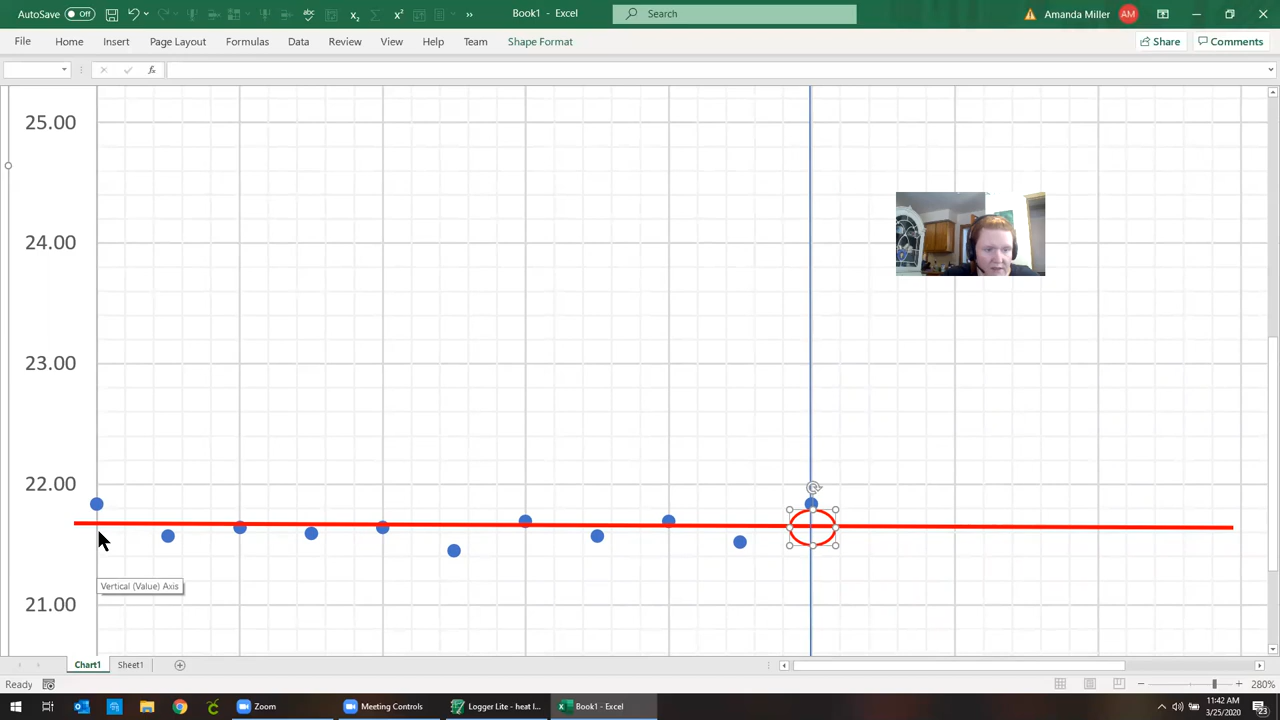 AutoSave Off Book1 - Excel Search Amanda Miller AM
File Home Insert Page Layout Formulas Data Review View Help Team Shape Format Share Comments
fx
25.00
24.00
23.00
22.00
21.00
Vertical (Value) Axis
Chart1 Sheet1
Ready 280%
Zoom Meeting Controls Logger Lite - heat l... Book1 - Excel 11:42 AM
3/25/2020 23